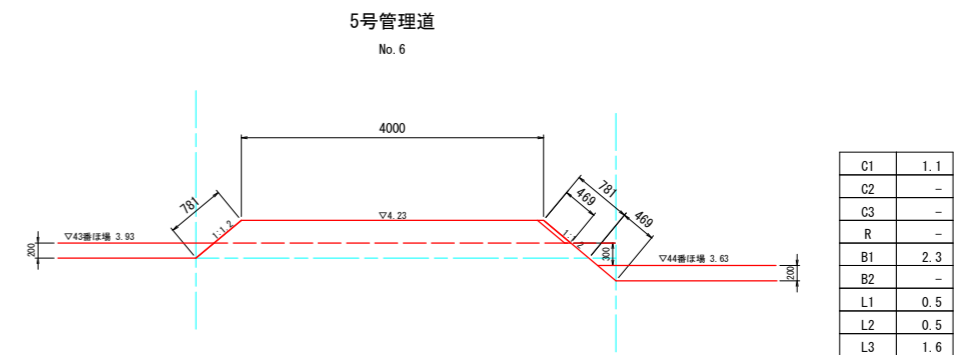 5号管理道
No. 6
4000
781
1:1.2
▽4.23
781
469
469
1:1.2
▽43番ほ場 3.93
200
300
▽44番ほ場 3.63
200
C1 1.1
C2 -
C3 -
R -
B1 2.3
B2 -
L1 0.5
L2 0.5
L3 1.6